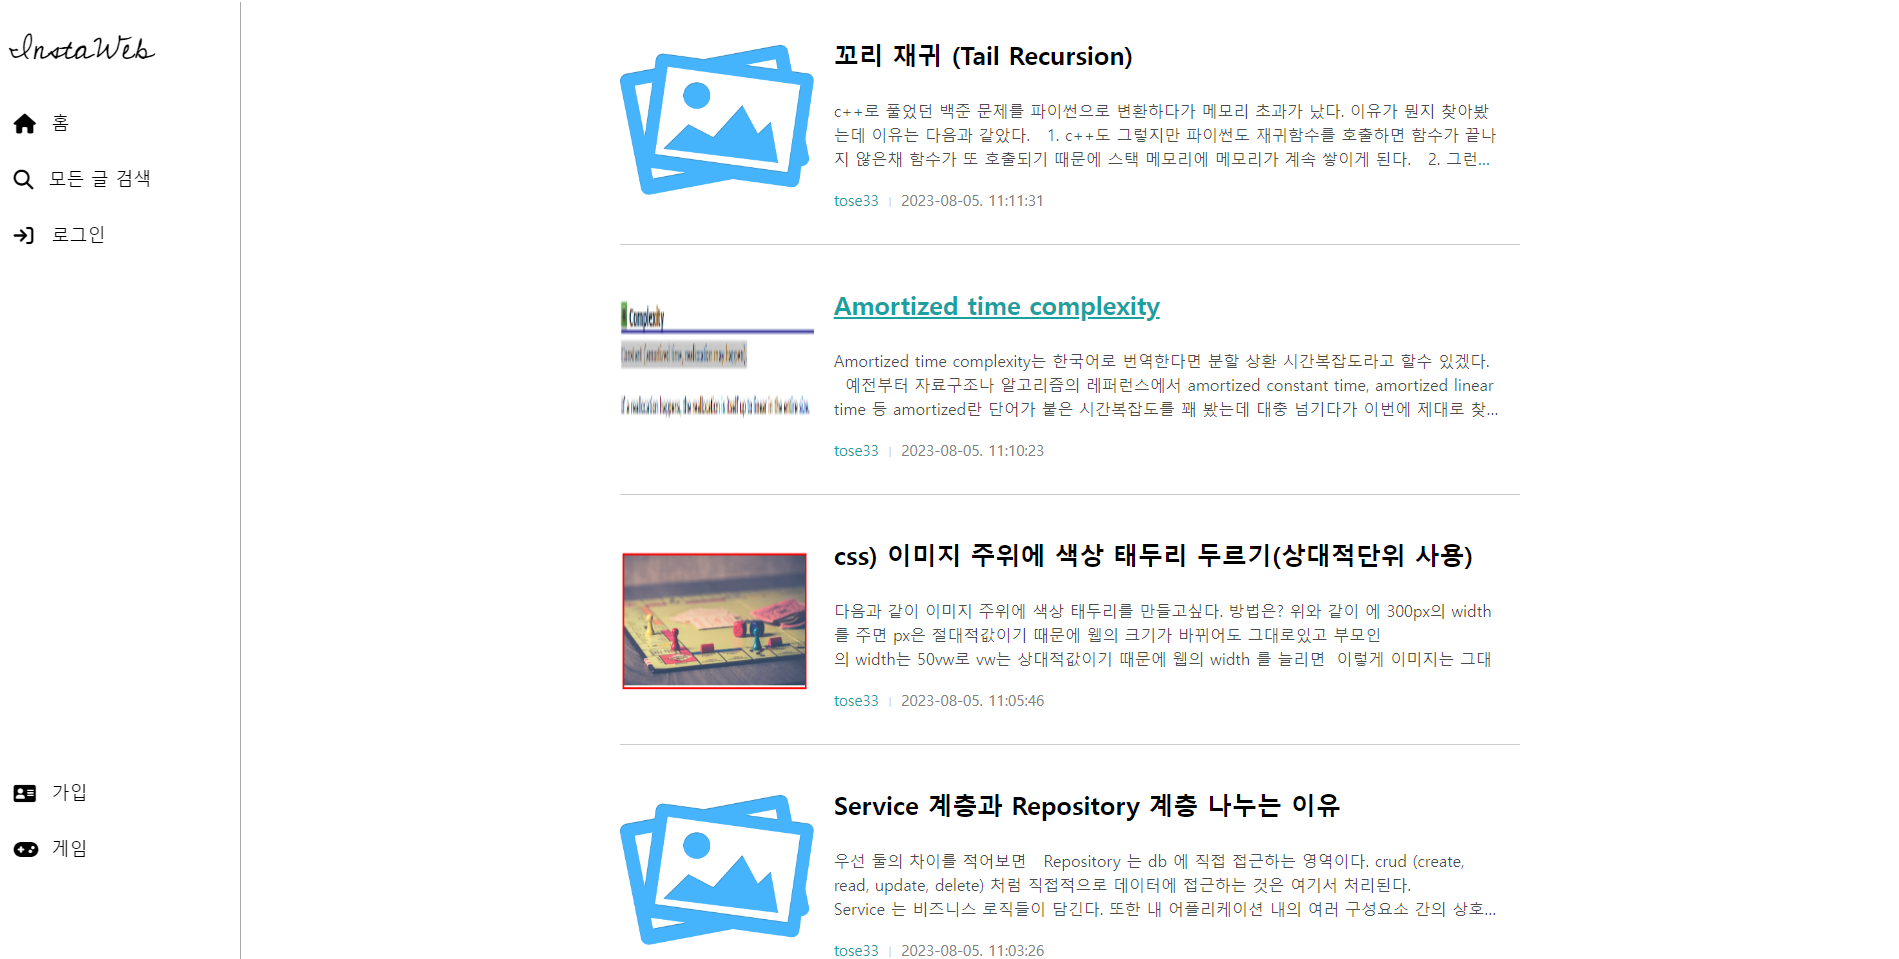 InstaWeb
홈
모든 글 검색
로그인
가입
게임
꼬리 재귀 (Tail Recursion)
c++로 풀었던 백준 문제를 파이썬으로 변환하다가 메모리 초과가 났다. 이유가 뭔지 찾아봤
는데 이유는 다음과 같았다. 1. c++도 그렇지만 파이썬도 재귀함수를 호출하면 함수가 끝나
지 않은채 함수가 또 호출되기 때문에 스택 메모리에 메모리가 계속 쌓이게 된다. 2. 그런...
tose33 | 2023-08-05. 11:11:31
Complexity
Constant (amortized time, reallocation may happen).
If a reallocation happens, the reallocation is itself up to linear in the entire size.
Amortized time complexity
Amortized time complexity는 한국어로 번역한다면 분할 상환 시간복잡도라고 할수 있겠다.
예전부터 자료구조나 알고리즘의 레퍼런스에서 amortized constant time, amortized linear
time 등 amortized란 단어가 붙은 시간복잡도를 꽤 봤는데 대충 넘기다가 이번에 제대로 찾...
tose33 | 2023-08-05. 11:10:23
css) 이미지 주위에 색상 태두리 두르기(상대적단위 사용)
다음과 같이 이미지 주위에 색상 태두리를 만들고싶다. 방법은? 위와 같이 에 300px의 width
를 주면 px은 절대적값이기 때문에 웹의 크기가 바뀌어도 그대로있고 부모인
의 width는 50vw로 vw는 상대적값이기 때문에 웹의 width 를 늘리면 이렇게 이미지는 그대
tose33 | 2023-08-05. 11:05:46
Service 계층과 Repository 계층 나누는 이유
우선 둘의 차이를 적어보면 Repository 는 db 에 직접 접근하는 영역이다. crud (create,
read, update, delete) 처럼 직접적으로 데이터에 접근하는 것은 여기서 처리된다.
Service 는 비즈니스 로직들이 담긴다. 또한 내 어플리케이션 내의 여러 구성요소 간의 상호...
tose33 | 2023-08-05. 11:03:26